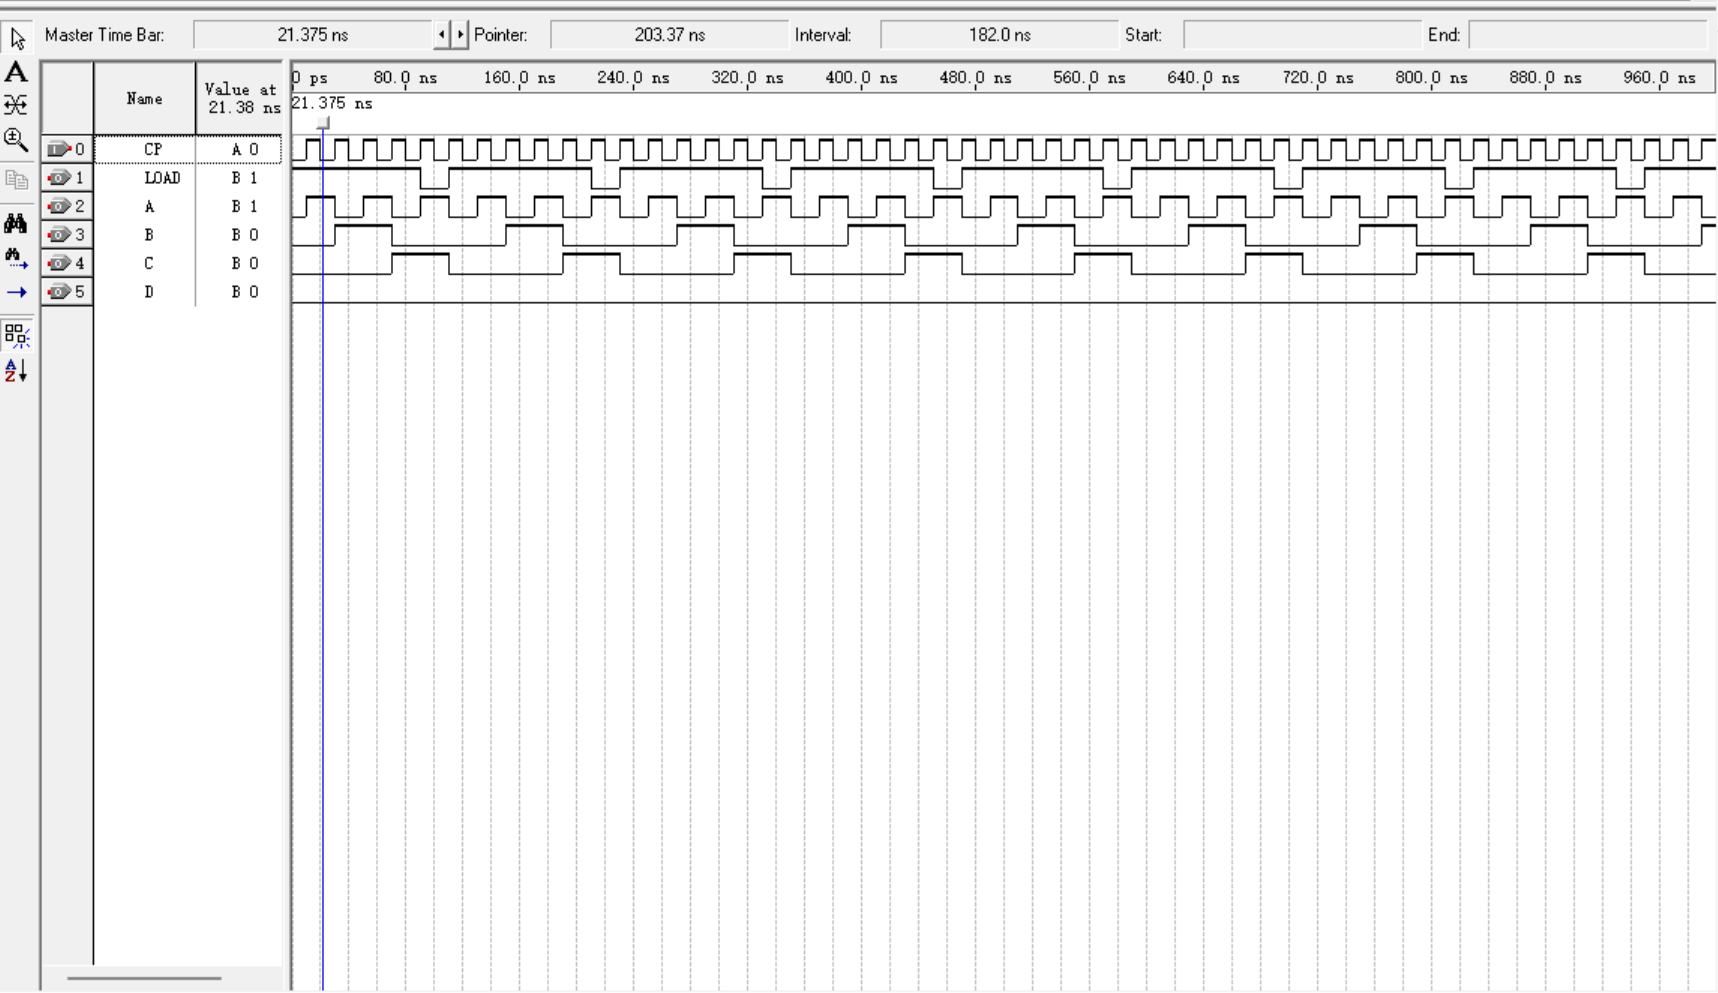 Master Time Bar: 21.375 ns Pointer: 203.37 ns Interval: 182.0 ns Start: End:
A
Name Value at 21.38 ns
0 ps 80.0 ns 160.0 ns 240.0 ns 320.0 ns 400.0 ns 480.0 ns 560.0 ns 640.0 ns 720.0 ns 800.0 ns 880.0 ns 960.0 ns
21.375 ns
0 CP A 0
1 LOAD B 1
2 A B 1
3 B B 0
4 C B 0
5 D B 0
A
Z